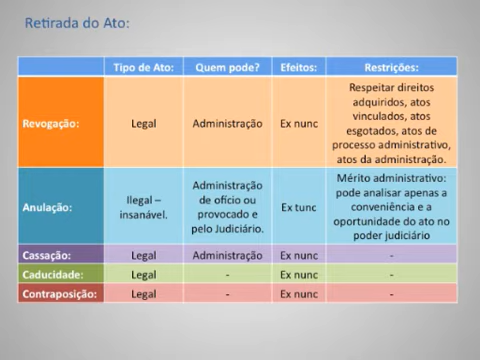 Retirada do Ato:
Tipo de Ato: Quem pode? Efeitos: Restrições:
Revogação: Legal Administração Ex nunc Respeitar direitos
adquiridos, atos
vinculados, atos
esgotados, atos de
processo administrativo,
atos da administração.
Anulação: Ilegal –
insanável. Administração
de ofício ou
provocado e
pelo Judiciário. Ex tunc Mérito administrativo:
pode analisar apenas a
conveniência e a
oportunidade do ato no
poder judiciário
Cassação: Legal Administração Ex nunc -
Caducidade: Legal - Ex nunc -
Contraposição: Legal - Ex nunc -